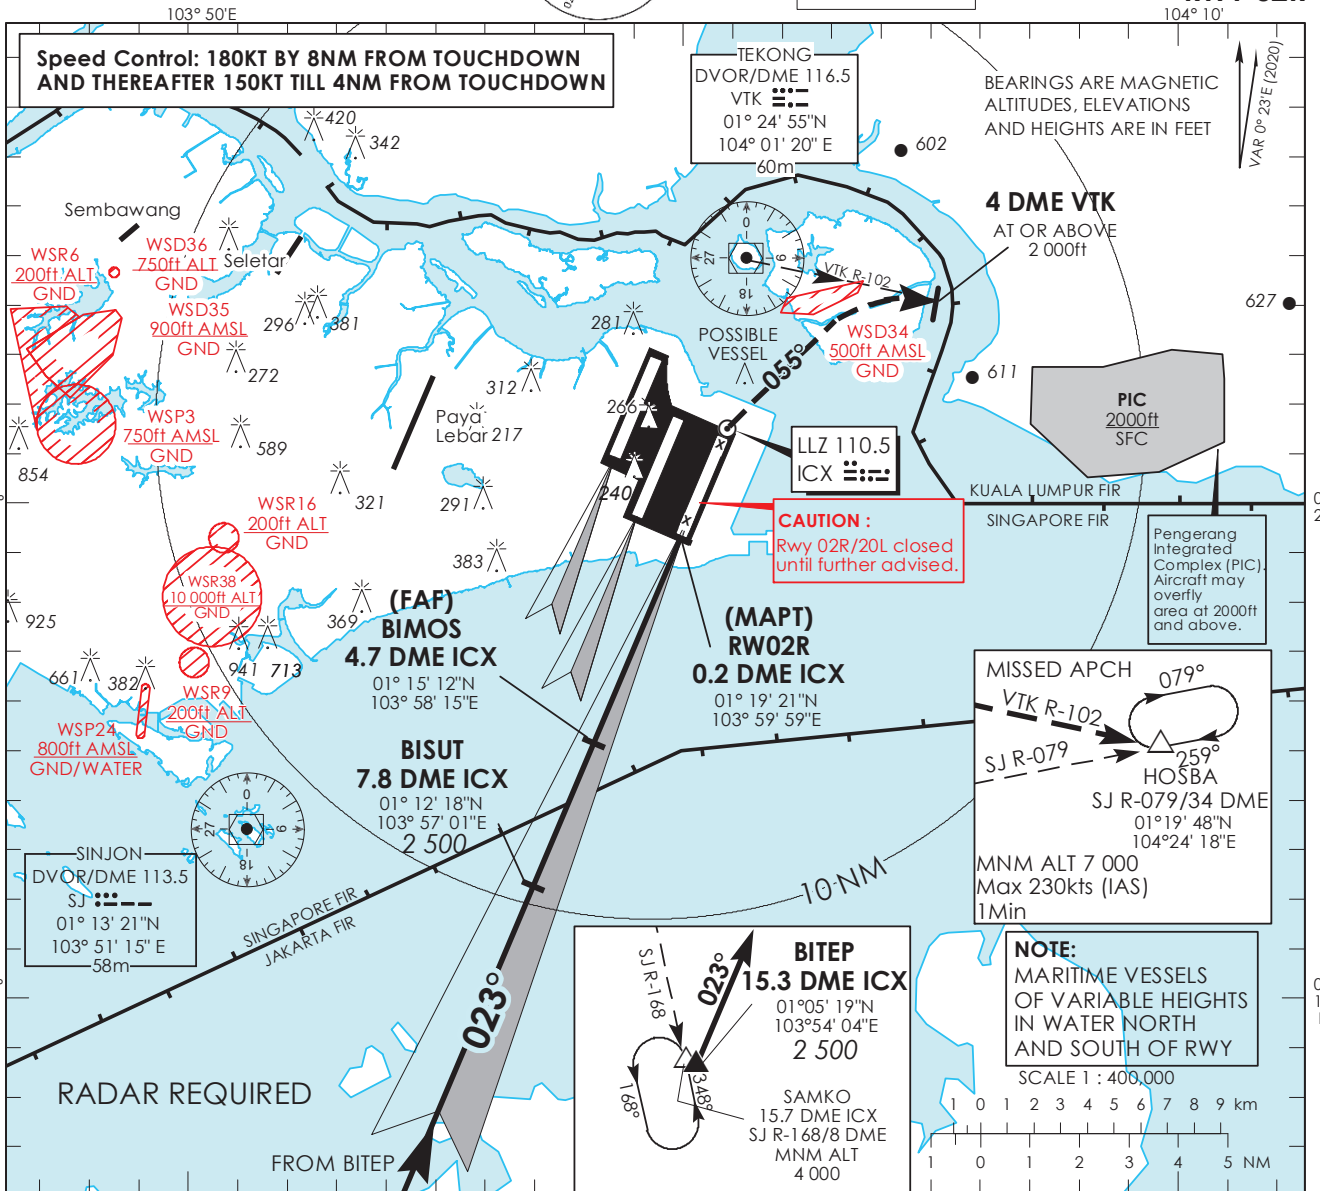 103° 50'E
104° 10'
Speed Control: 180KT BY 8NM FROM TOUCHDOWN
AND THEREAFTER 150KT TILL 4NM FROM TOUCHDOWN
TEKONG
DVOR/DME 116.5
VTK
01° 24' 55"N
104° 01' 20" E
60m
BEARINGS ARE MAGNETIC
ALTITUDES, ELEVATIONS
AND HEIGHTS ARE IN FEET
VAR 0° 23'E (2020)
420
342
602
4 DME VTK
AT OR ABOVE
2 000ft
Sembawang
WSR6
200ft ALT
GND
WSD36
750ft ALT
GND
Seletar
WSD35
900ft AMSL
GND
296
381
272
0
9
18
27
VTK R-102
627
281
POSSIBLE
VESSEL
WSD34
500ft AMSL
GND
055°
611
312
266
PIC
2000ft
SFC
WSP3
750ft AMSL
GND
Paya
Lebar
217
589
854
LLZ 110.5
ICX
x
240
291
321
KUALA LUMPUR FIR
SINGAPORE FIR
WSR16
200ft ALT
GND
CAUTION :
Rwy 02R/20L closed
until further advised.
x
383
Pengerang
Integrated
Complex (PIC).
Aircraft may
overfly
area at 2000ft
and above.
WSR38
10 000ft ALT
GND
925
369
(FAF)
BIMOS
4.7 DME ICX
01° 15' 12"N
103° 58' 15"E
(MAPT)
RW02R
0.2 DME ICX
01° 19' 21"N
103° 59' 59"E
941
713
661
382
WSR9
200ft ALT
GND
WSP24
800ft AMSL
GND/WATER
MISSED APCH
079°
VTK R-102
SJ R-079
259°
HOSBA
SJ R-079/34 DME
01°19' 48"N
104°24' 18"E
MNM ALT 7 000
Max 230kts (IAS)
1Min
BISUT
7.8 DME ICX
01° 12' 18"N
103° 57' 01"E
2 500
0
9
18
27
SINJON
DVOR/DME 113.5
SJ
01° 13' 21"N
103° 51' 15" E
58m
SINGAPORE FIR
JAKARTA FIR
10 NM
023°
SJ R-168
023°
BITEP
15.3 DME ICX
01°05' 19"N
103°54' 04"E
2 500
168°
348°
SAMKO
15.7 DME ICX
SJ R-168/8 DME
MNM ALT
4 000
NOTE:
MARITIME VESSELS
OF VARIABLE HEIGHTS
IN WATER NORTH
AND SOUTH OF RWY
SCALE 1 : 400,000
1 0 1 2 3 4 5 6 7 8 9 km
1 0 1 2 3 4 5 NM
RADAR REQUIRED
FROM BITEP